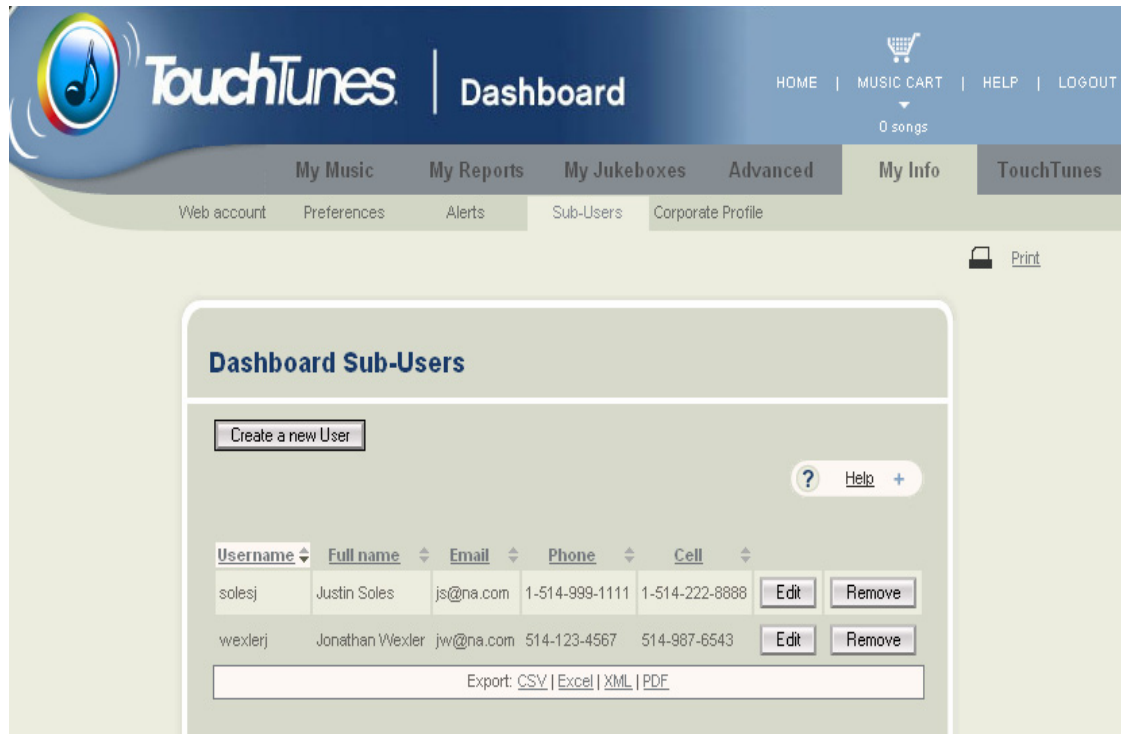 TouchTunes. | Dashboard
HOME | MUSIC CART | HELP | LOGOUT
0 songs
My Music My Reports My Jukeboxes Advanced My Info TouchTunes
Web account Preferences Alerts Sub-Users Corporate Profile
Print
Dashboard Sub-Users
Create a new User
? Help +
Username Full name Email Phone Cell
solesj Justin Soles js@na.com 1-514-999-1111 1-514-222-8888 Edit Remove
wexlerj Jonathan Wexler jw@na.com 514-123-4567 514-987-6543 Edit Remove
Export: CSV | Excel | XML | PDF